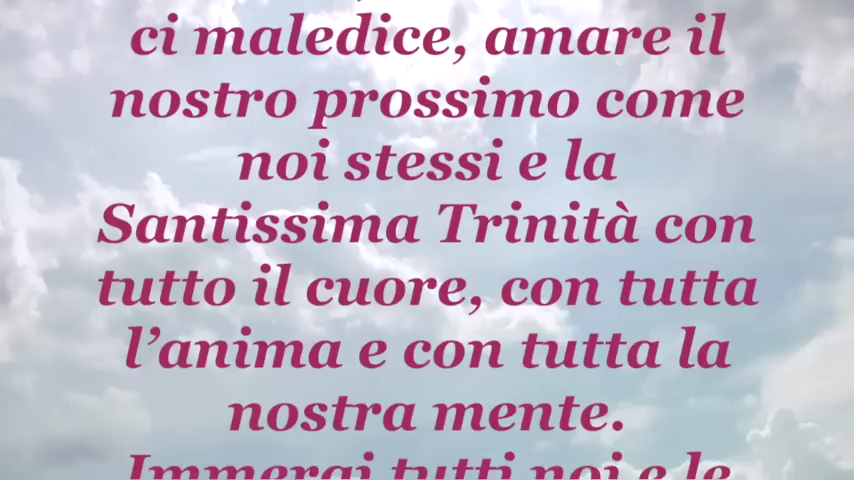 ci maledice, amare il
nostro prossimo come
noi stessi e la
Santissima Trinità con
tutto il cuore, con tutta
l’anima e con tutta la
nostra mente.
Immergi tutti noi e le